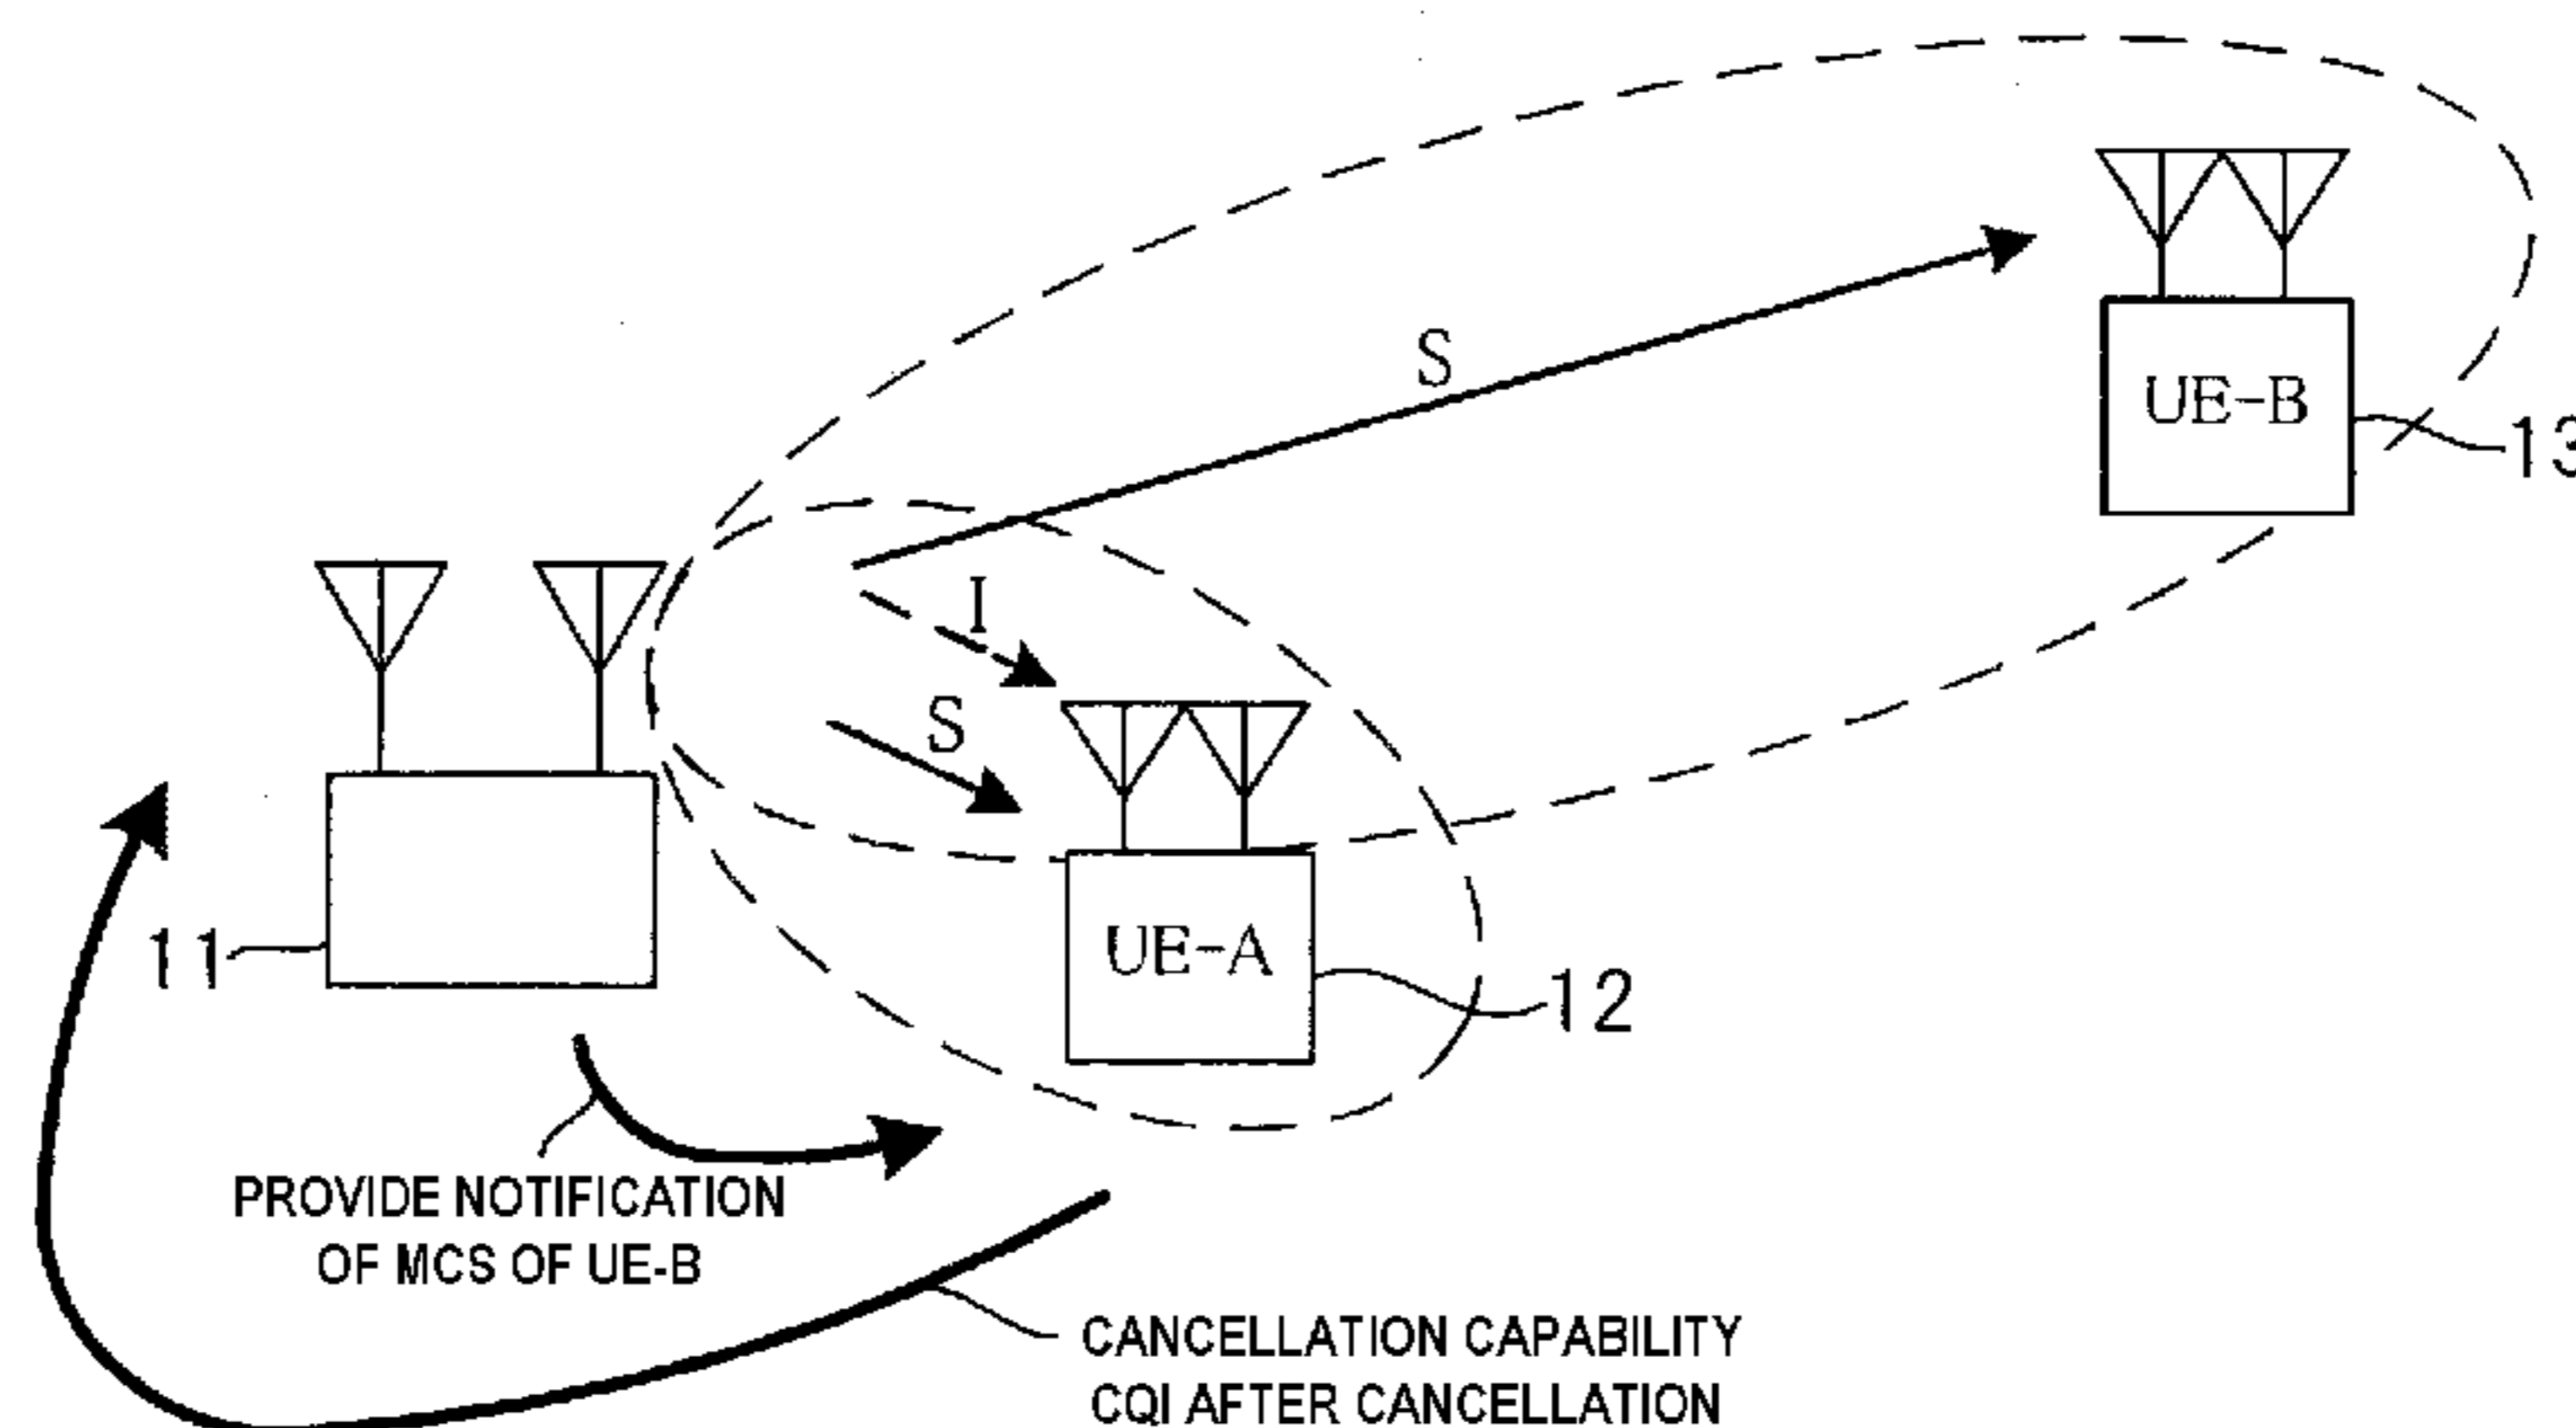 S
UE-B
13
I
S
11
UE-A
12
PROVIDE NOTIFICATION
OF MCS OF UE-B
CANCELLATION CAPABILITY
CQI AFTER CANCELLATION